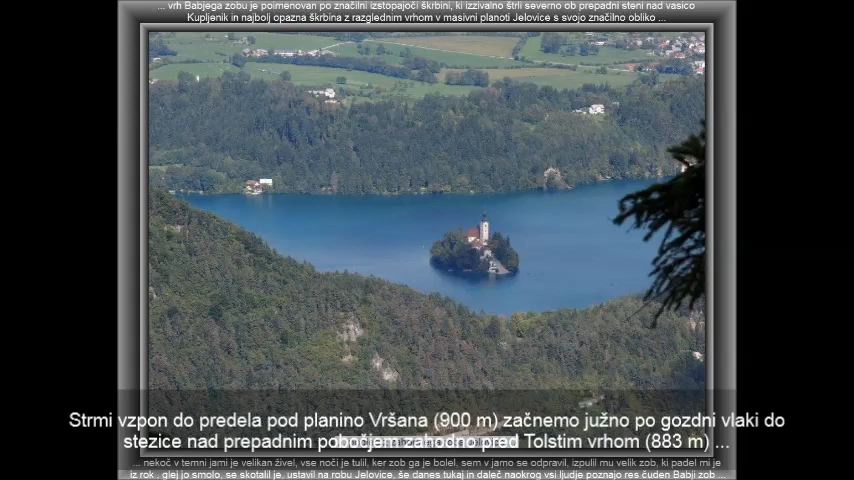 ... vrh Babjega zobu je poimenovan po značilni izstopajoči škrbini, ki izzivalno štrli severno ob prepadni steni nad vasico
Kupljenik in najbolj opazna škrbina z razglednim vrhom v masivni planoti Jelovice s svojo značilno obliko ...
Strmi vzpon do predela pod planino Vršana (900 m) začnemo južno po gozdni vlaki do
stezice nad prepadnim pobočjem zahodno pred Tolstim vrhom (883 m) ...
... nekoč v temni jami je velikan živel, vse noči je tulil, ker zob ga je bolel, sem v jamo se odpravil, izpulil mu velik zob, ki padel mi je
iz rok , glej jo smolo, se skotalil je, ustavil na robu Jelovice, še danes tukaj in daleč naokrog vsi ljudje poznajo res čuden Babji zob ...